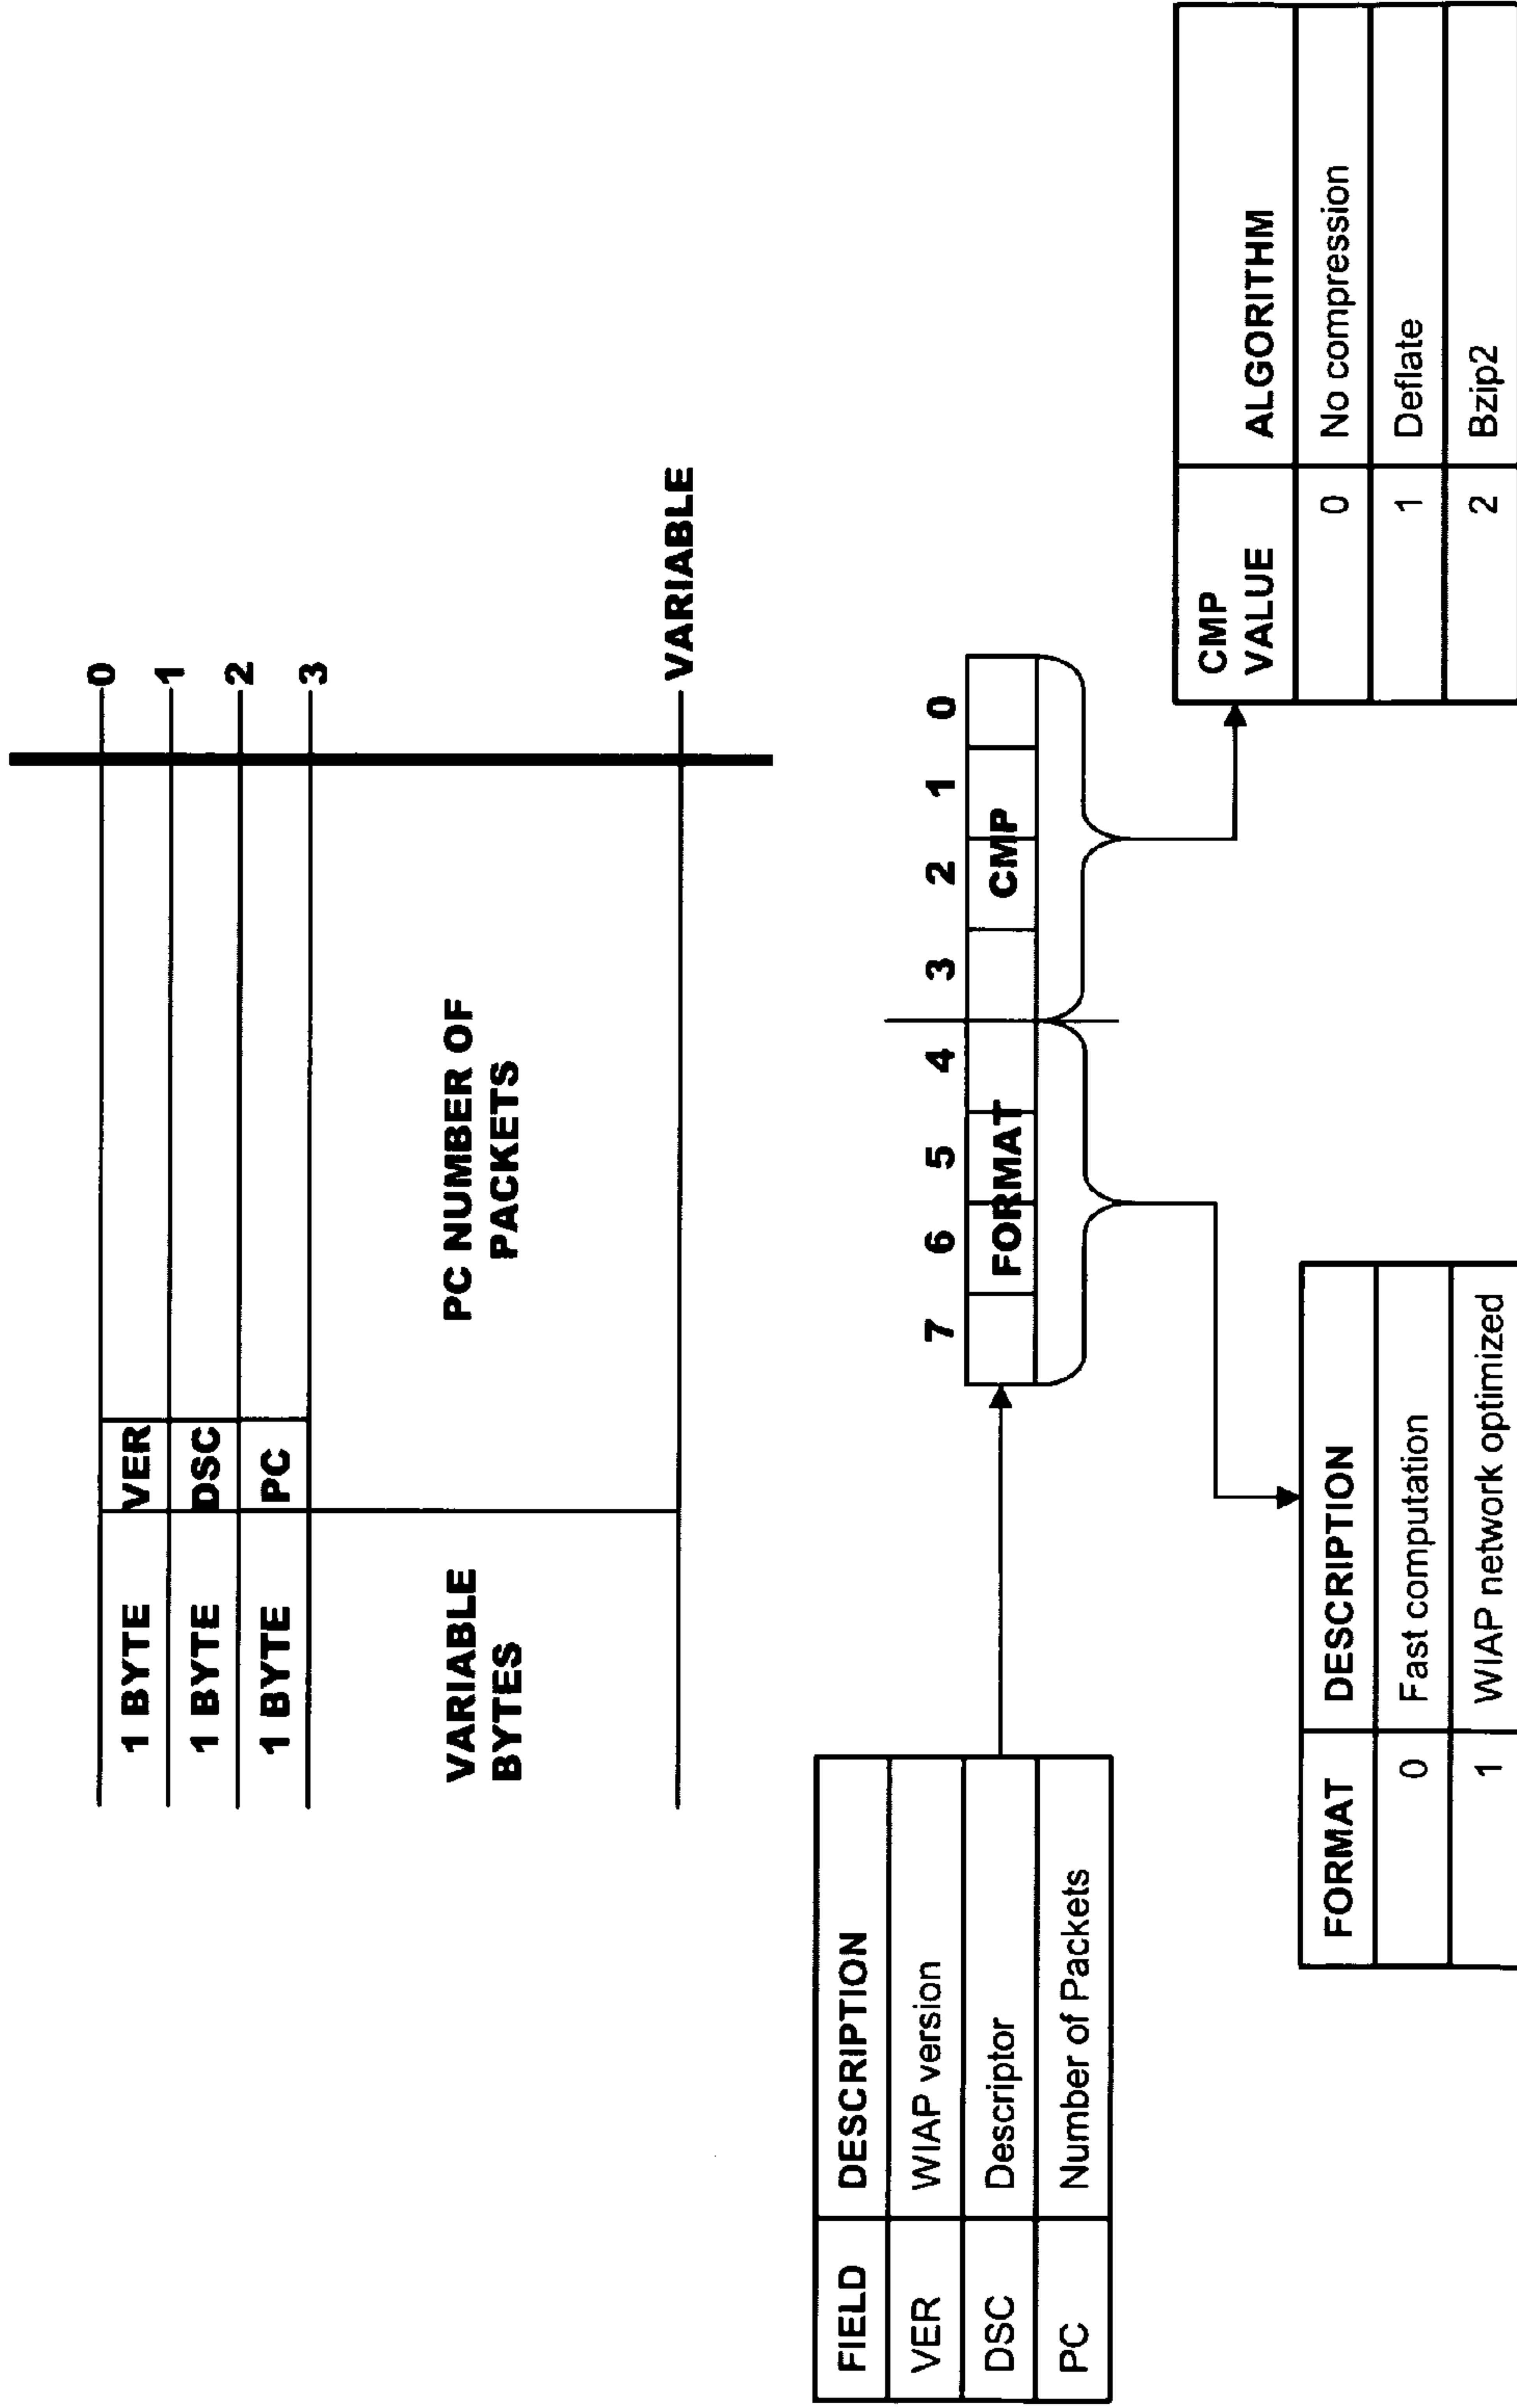 0
1 BYTE VER
1
1 BYTE DSC
2
1 BYTE PC
3
VARIABLE
BYTES
PC NUMBER OF
PACKETS
VARIABLE
FIELD DESCRIPTION
VER WIAP version
DSC Descriptor
PC Number of Packets
7 6 5 4 3 2 1 0
FORMAT CMP
FORMAT DESCRIPTION
0 Fast computation
1 WIAP network optimized
CMP
VALUE ALGORITHM
0 No compression
1 Deflate
2 Bzip2